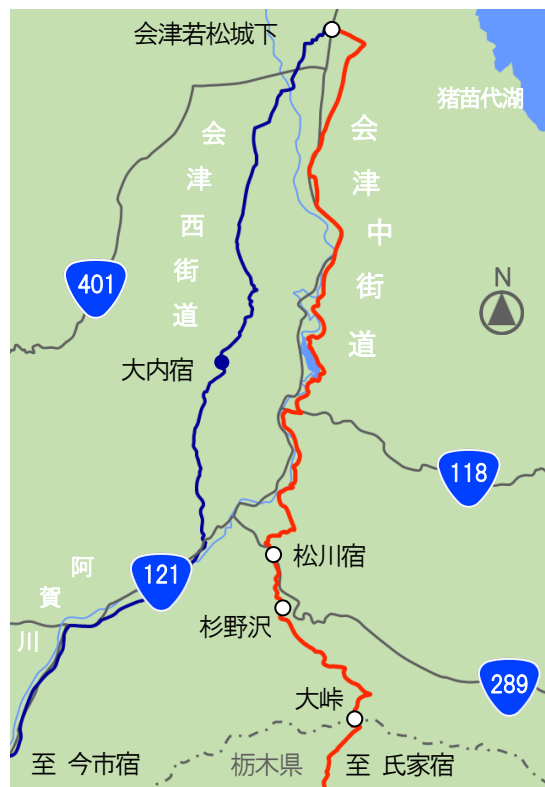 会津若松城下
猪苗代湖
会津中街道
会津西街道
401
N
大内宿
118
松川宿
阿賀川
121
杉野沢
289
大峠
至 今市宿
栃木県
至 氏家宿